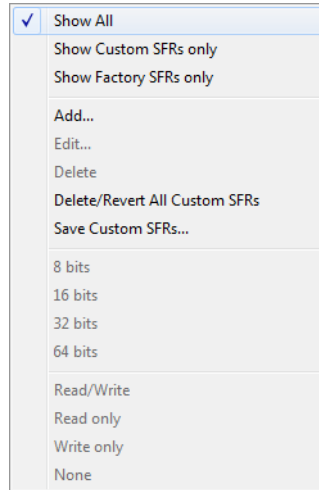 Show All
Show Custom SFRs only
Show Factory SFRs only
Add...
Edit...
Delete
Delete/Revert All Custom SFRs
Save Custom SFRs...
8 bits
16 bits
32 bits
64 bits
Read/Write
Read only
Write only
None